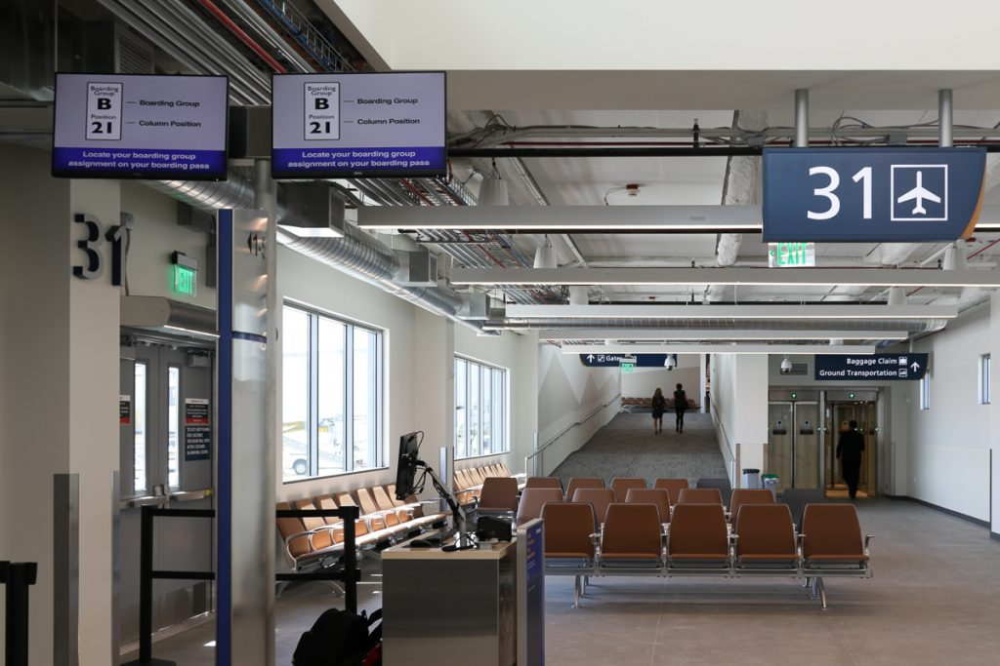 Boarding
Group
B
Position
21
Boarding Group
Column Position
Locate your boarding group
assignment on your boarding pass
Boarding
Group
B
Position
21
Boarding Group
Column Position
Locate your boarding group
assignment on your boarding pass
31
31
EXIT
EXIT
Baggage Claim
Ground Transportation